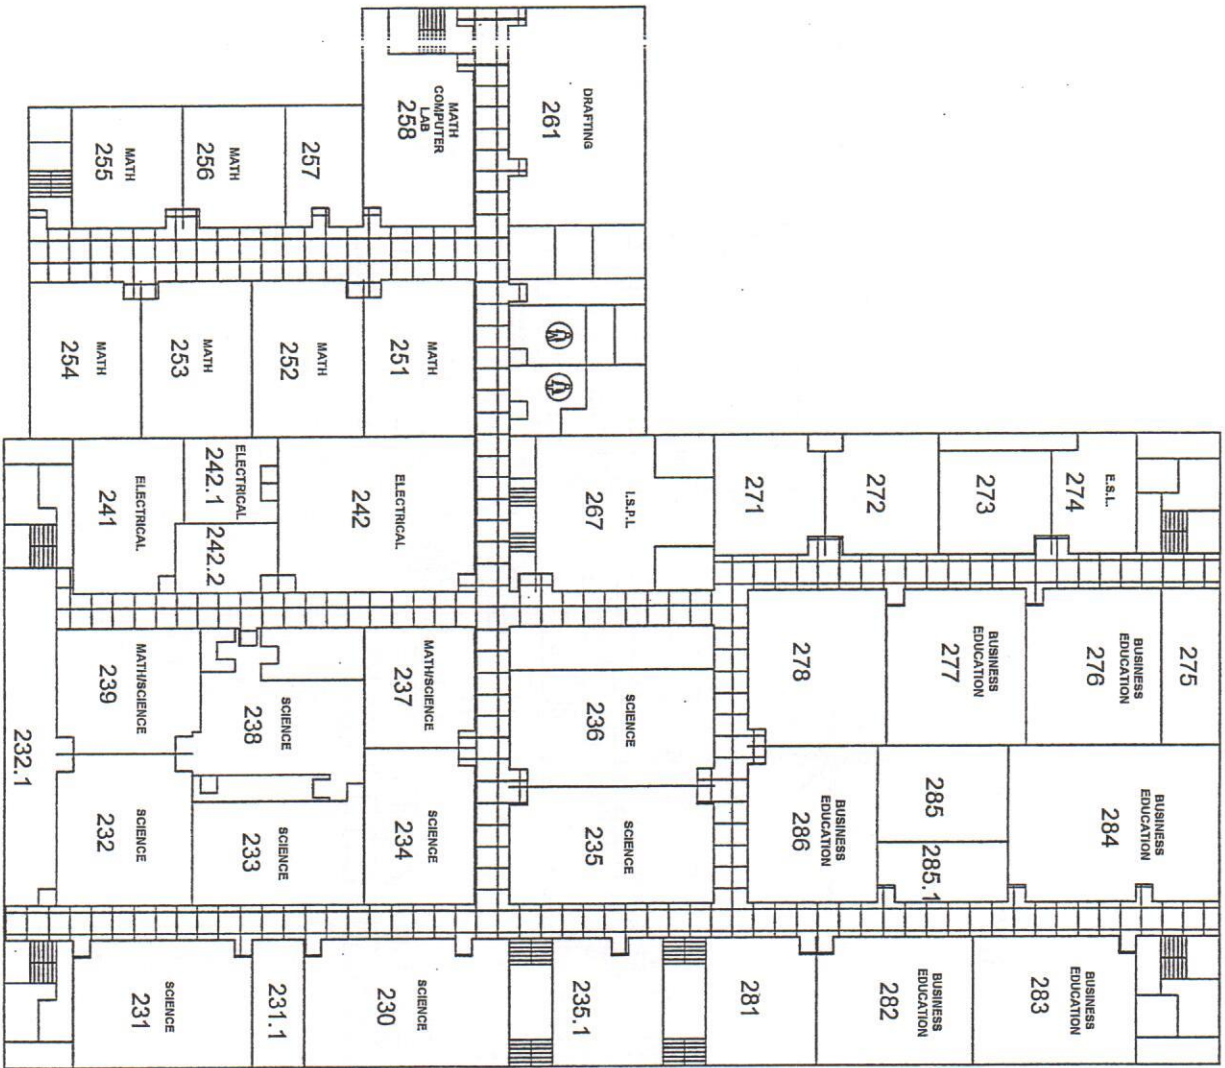 DRAFTING
261
MATH
COMPUTER
LAB
258
257
MATH
256
MATH
255
MATH
251
MATH
252
MATH
253
MATH
254
ELECTRICAL
242
ELECTRICAL
242.1
242.2
ELECTRICAL
241
I.S.P.L
267
271
272
273
E.S.L.
274
275
BUSINESS
EDUCATION
276
BUSINESS
EDUCATION
277
278
MATH/SCIENCE
237
SCIENCE
238
MATH/SCIENCE
239
SCIENCE
236
SCIENCE
235
SCIENCE
234
SCIENCE
233
SCIENCE
232
232.1
BUSINESS
EDUCATION
284
285
285.1
BUSINESS
EDUCATION
286
BUSINESS
EDUCATION
283
BUSINESS
EDUCATION
282
281
235.1
SCIENCE
230
231.1
SCIENCE
231